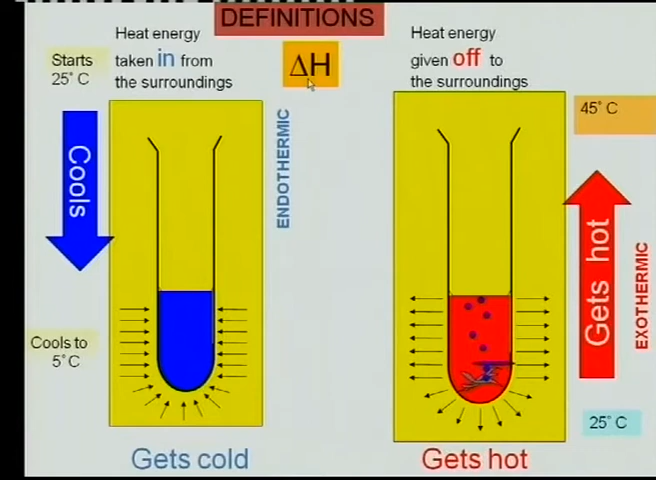 DEFINITIONS
Heat energy
taken in from
the surroundings
ΔH
Heat energy
given off to
the surroundings
Starts
25° C
45° C
Cools
ENDOTHERMIC
Gets hot
EXOTHERMIC
Cools to
5° C
25° C
Gets cold
Gets hot